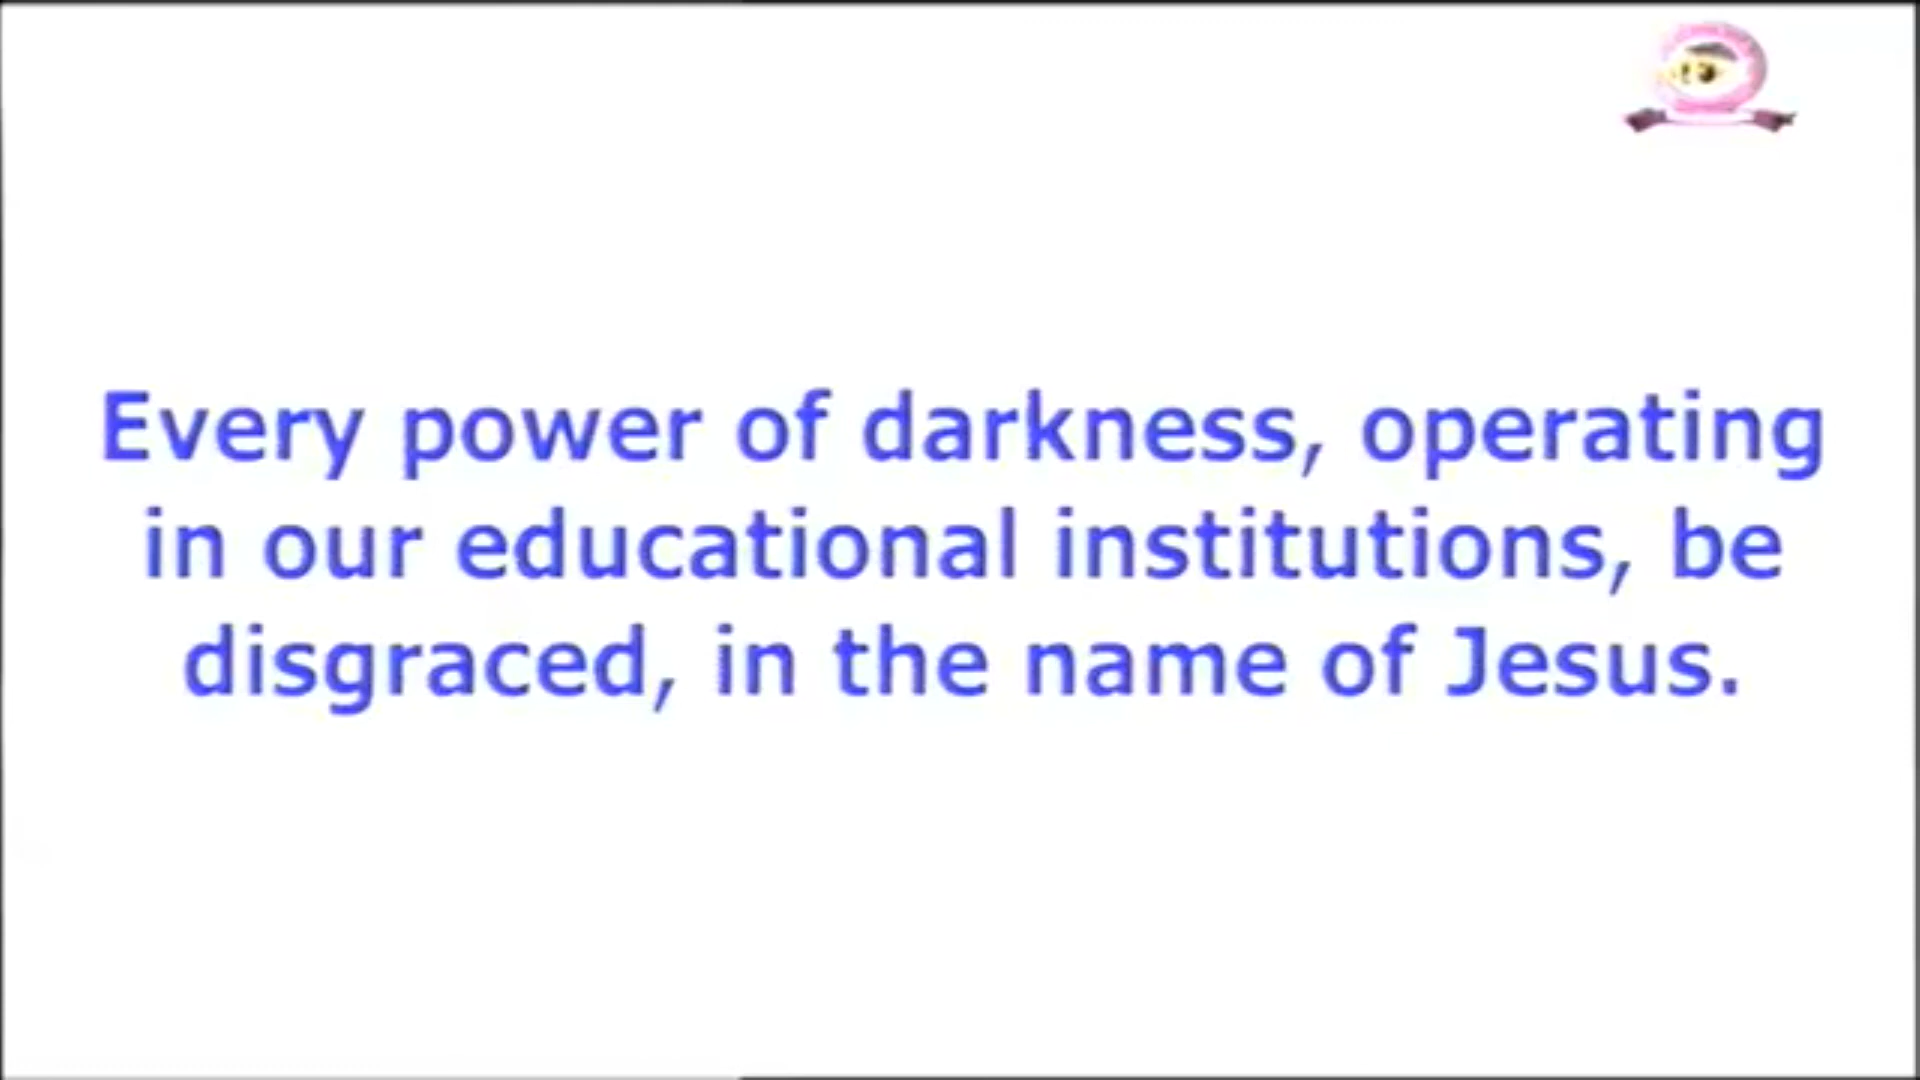 Every power of darkness, operating
in our educational institutions, be
disgraced, in the name of Jesus.